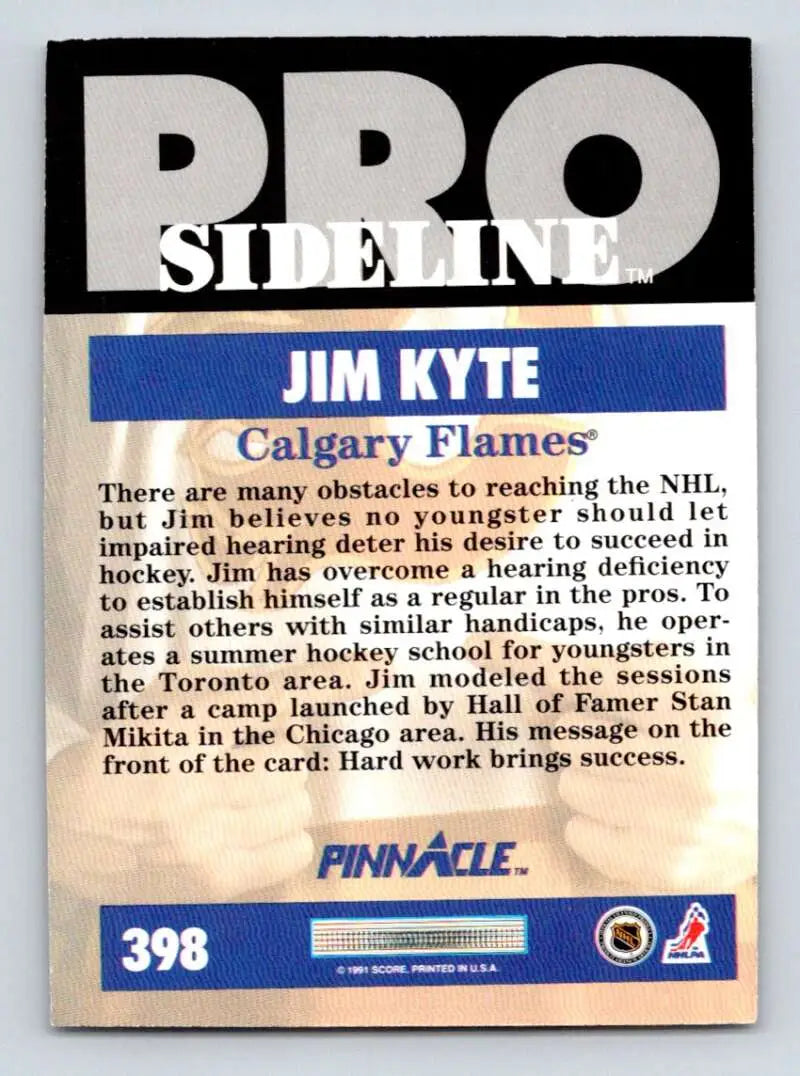 PRO
SIDELINE™
JIM KYTE
Calgary Flames®
There are many obstacles to reaching the NHL,
but Jim believes no youngster should let
impaired hearing deter his desire to succeed in
hockey. Jim has overcome a hearing deficiency
to establish himself as a regular in the pros. To
assist others with similar handicaps, he oper-
ates a summer hockey school for youngsters in
the Toronto area. Jim modeled the sessions
after a camp launched by Hall of Famer Stan
Mikita in the Chicago area. His message on the
front of the card: Hard work brings success.
PINNACLE™
398
© 1991 SCORE, PRINTED IN U.S.A.
NHL
NHLPA